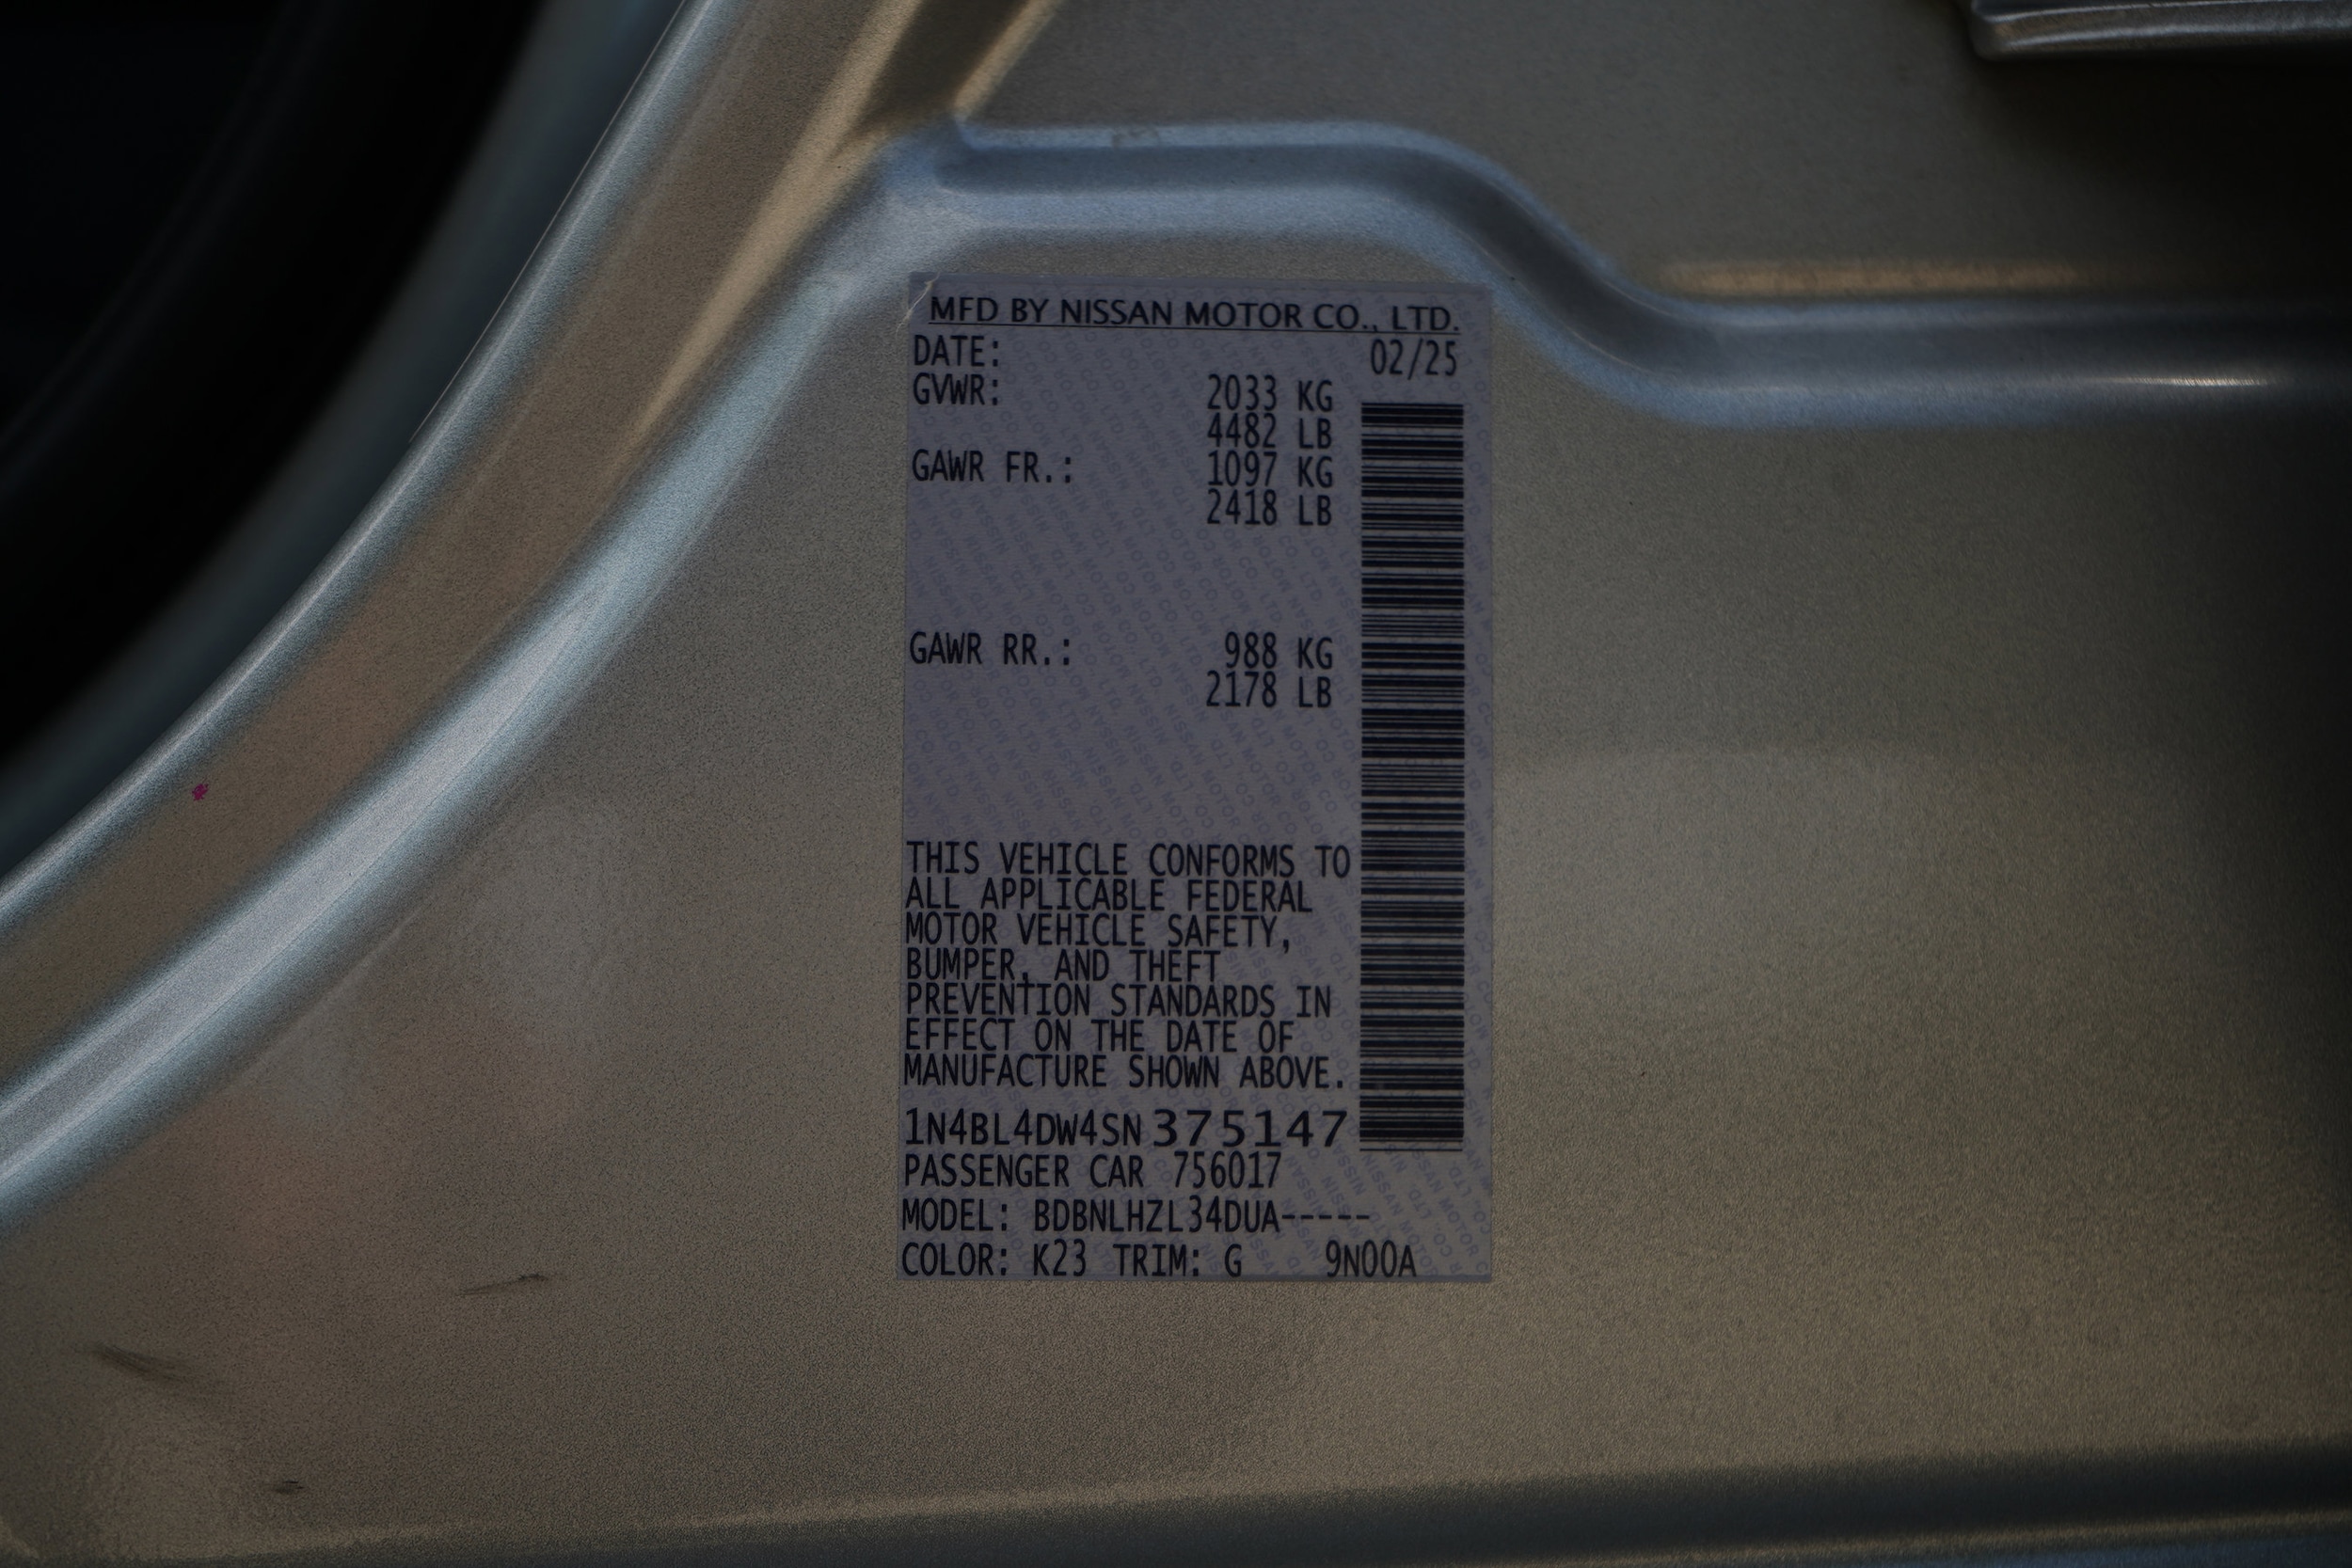 MFD BY NISSAN MOTOR CO., LTD.
DATE: 02/25
GVWR: 2033 KG
4482 LB
GAWR FR.: 1097 KG
2418 LB
GAWR RR.: 988 KG
2178 LB
THIS VEHICLE CONFORMS TO
ALL APPLICABLE FEDERAL
MOTOR VEHICLE SAFETY,
BUMPER, AND THEFT
PREVENTION STANDARDS IN
EFFECT ON THE DATE OF
MANUFACTURE SHOWN ABOVE.
1N4BL4DW4SN375147
PASSENGER CAR 756017
MODEL: BDBNLHZL34DUA-----
COLOR: K23 TRIM: G 9N00A